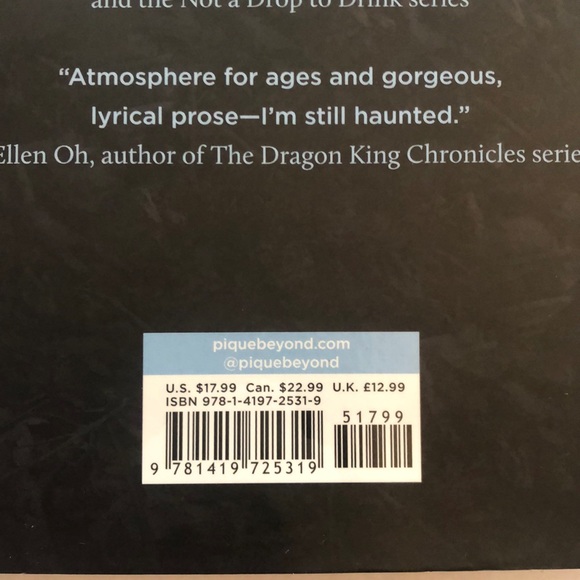 and the Not a Drop to Drink series
“Atmosphere for ages and gorgeous,
lyrical prose—I’m still haunted.”
Ellen Oh, author of The Dragon King Chronicles serie
piquebeyond.com
@piquebeyond
U.S. $17.99 Can. $22.99 U.K. £12.99
ISBN 978-1-4197-2531-9
51799
9 781419 725319